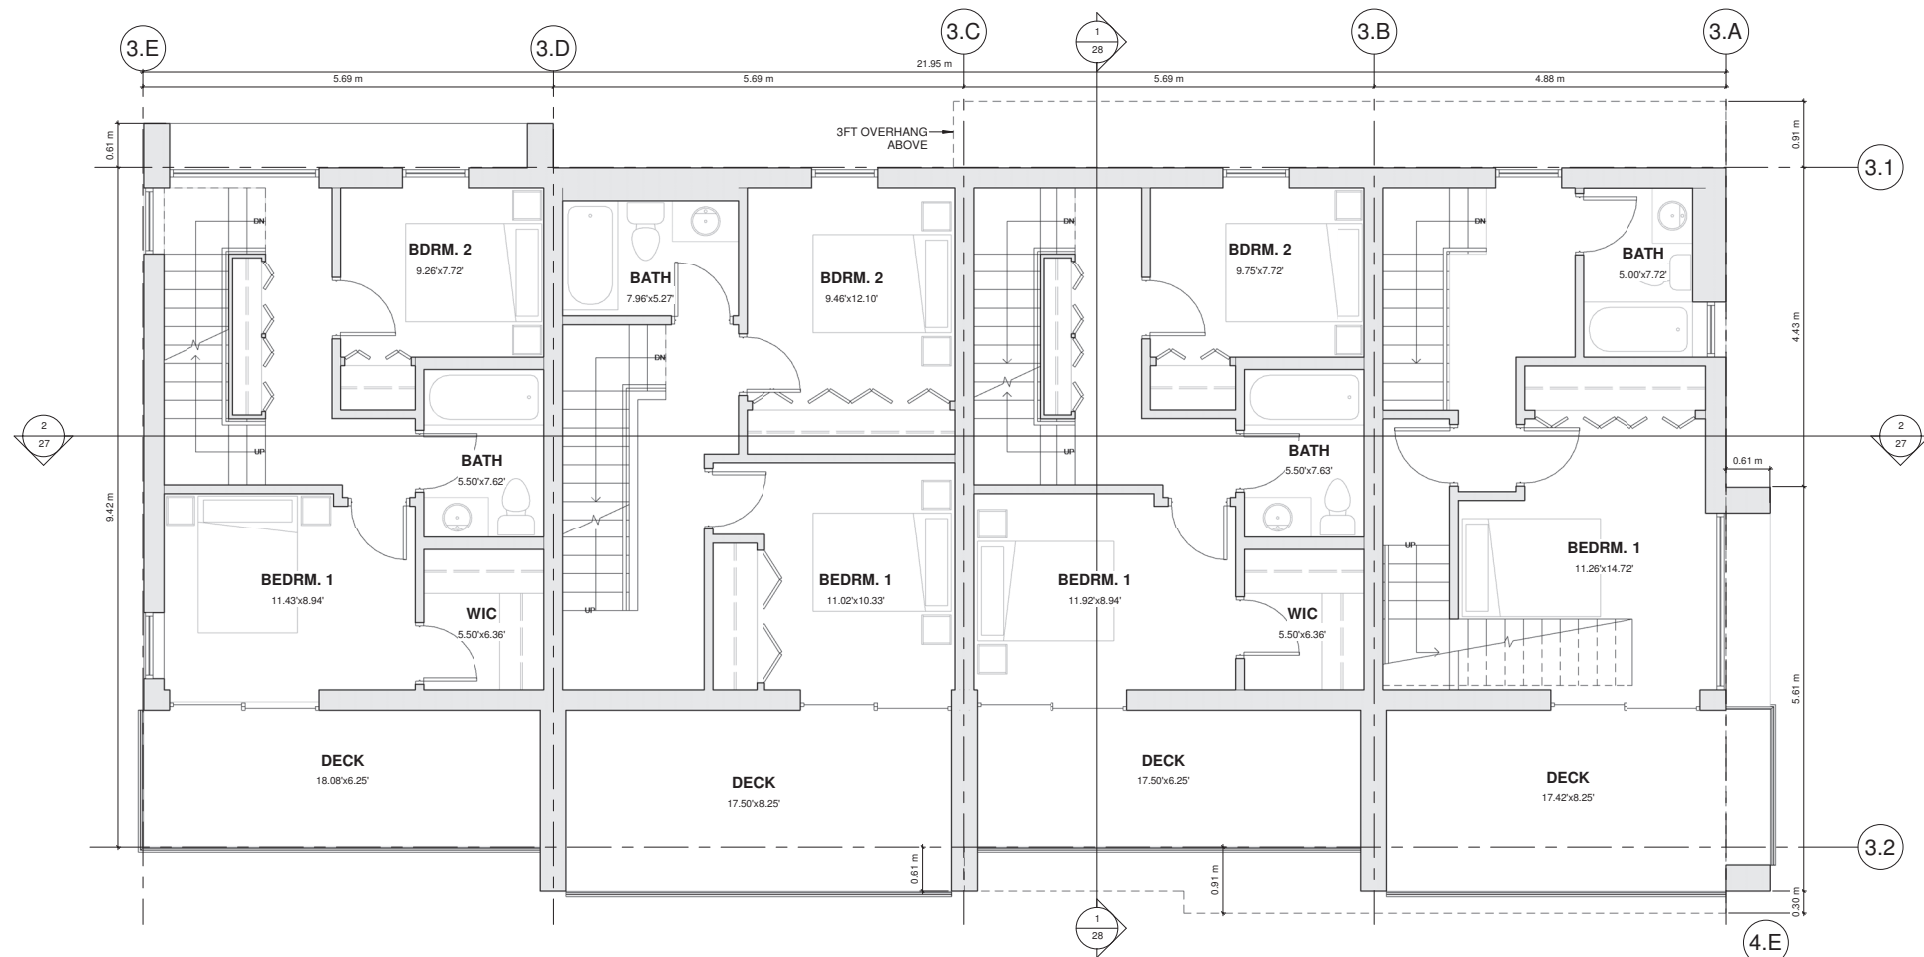 3.E
3.D
3.C
1
28
3.B
3.A
21.95 m
5.69 m
5.69 m
5.69 m
4.88 m
0.61 m
3FT OVERHANG
ABOVE
0.91 m
3.1
DN
BDRM. 2
9.26'x7.72'
BATH
7.96'x5.27'
BDRM. 2
9.46'x12.10'
DN
BDRM. 2
9.75'x7.72'
DN
BATH
5.00'x7.72'
4.43 m
DN
2
27
2
27
UP
BATH
5.50'x7.62'
UP
BATH
5.50'x7.63'
0.61 m
9.42 m
UP
BEDRM. 1
11.26'x14.72'
BEDRM. 1
11.43'x8.94'
WIC
5.50'x6.36'
UP
BEDRM. 1
11.02'x10.33'
BEDRM. 1
11.92'x8.94'
WIC
5.50'x6.36'
5.61 m
DECK
18.08'x6.25'
DECK
17.50'x8.25'
DECK
17.50'x6.25'
DECK
17.42'x8.25'
3.2
0.61 m
0.91 m
0.30 m
1
28
4.E